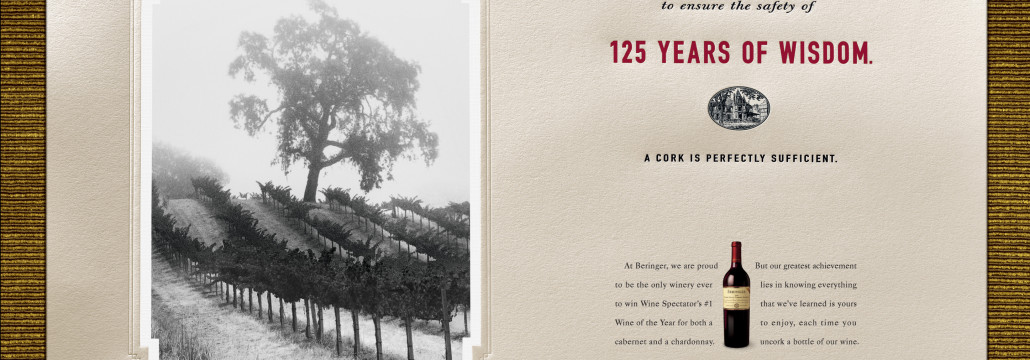 to ensure the safety of
125 YEARS OF WISDOM.
A CORK IS PERFECTLY SUFFICIENT.
At Beringer, we are proud
to be the only winery ever
to win Wine Spectator's #1
Wine of the Year for both a
cabernet and a chardonnay.
But our greatest achievement
lies in knowing everything
that we've learned is yours
to enjoy, each time you
uncork a bottle of our wine.